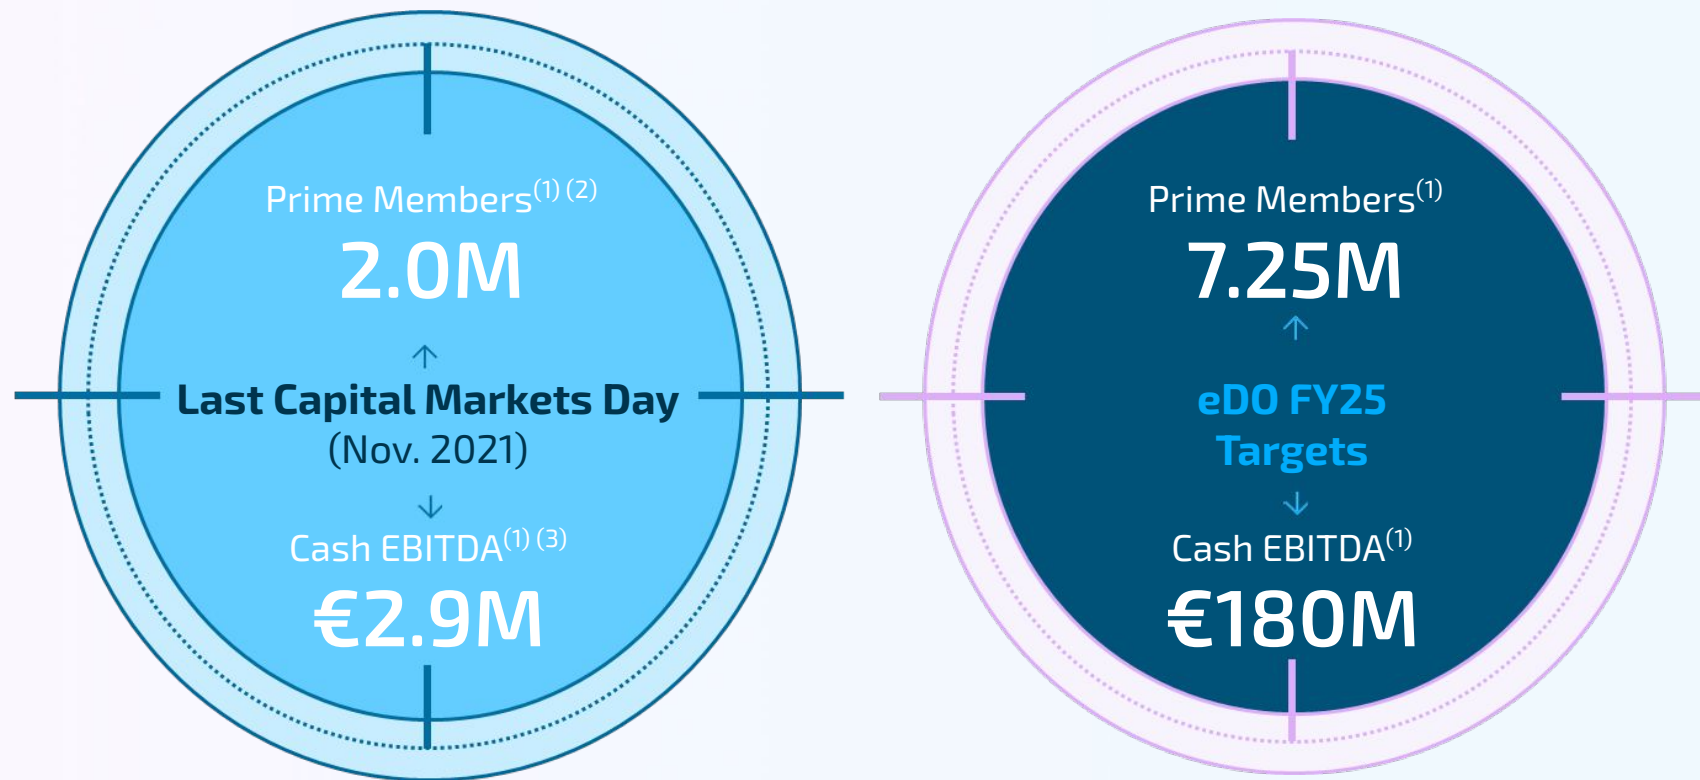 Prime Members(1) (2)
2.0M
↑
Last Capital Markets Day
(Nov. 2021)
↓
Cash EBITDA(1) (3)
€2.9M
Prime Members(1)
7.25M
↑
eDO FY25
Targets
↓
Cash EBITDA(1)
€180M